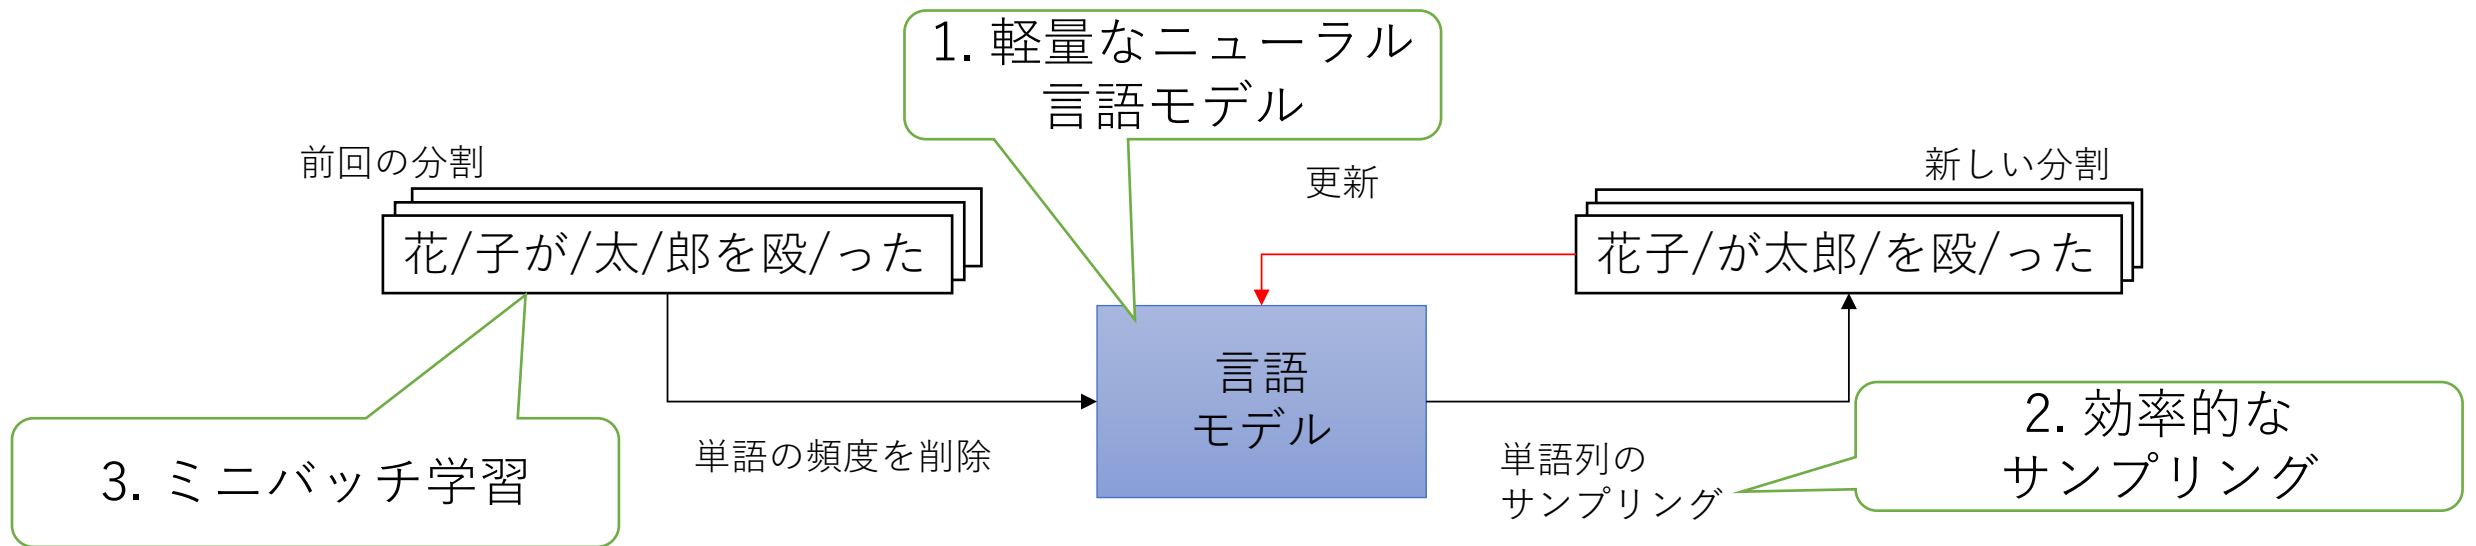 1. 軽量なニューラル
言語モデル
前回の分割
更新
新しい分割
花/子が/太/郎を殴/った
花子/が太郎/を殴/った
言語
モデル
単語の頻度を削除
単語列の
サンプリング
2. 効率的な
サンプリング
3. ミニバッチ学習